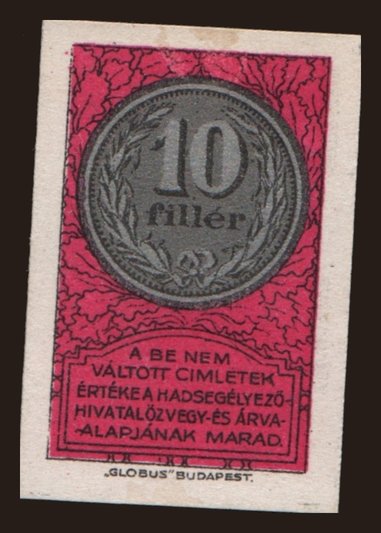 10
fillér
A BE NEM
VÁLTOTT CIMLETEK
ÉRTÉKE A HADSEGÉLYEZŐ-
HIVATAL ÖZVEGY-ÉS ÁRVA-
ALAPJÁNAK MARAD
„GLOBUS" BUDAPEST.